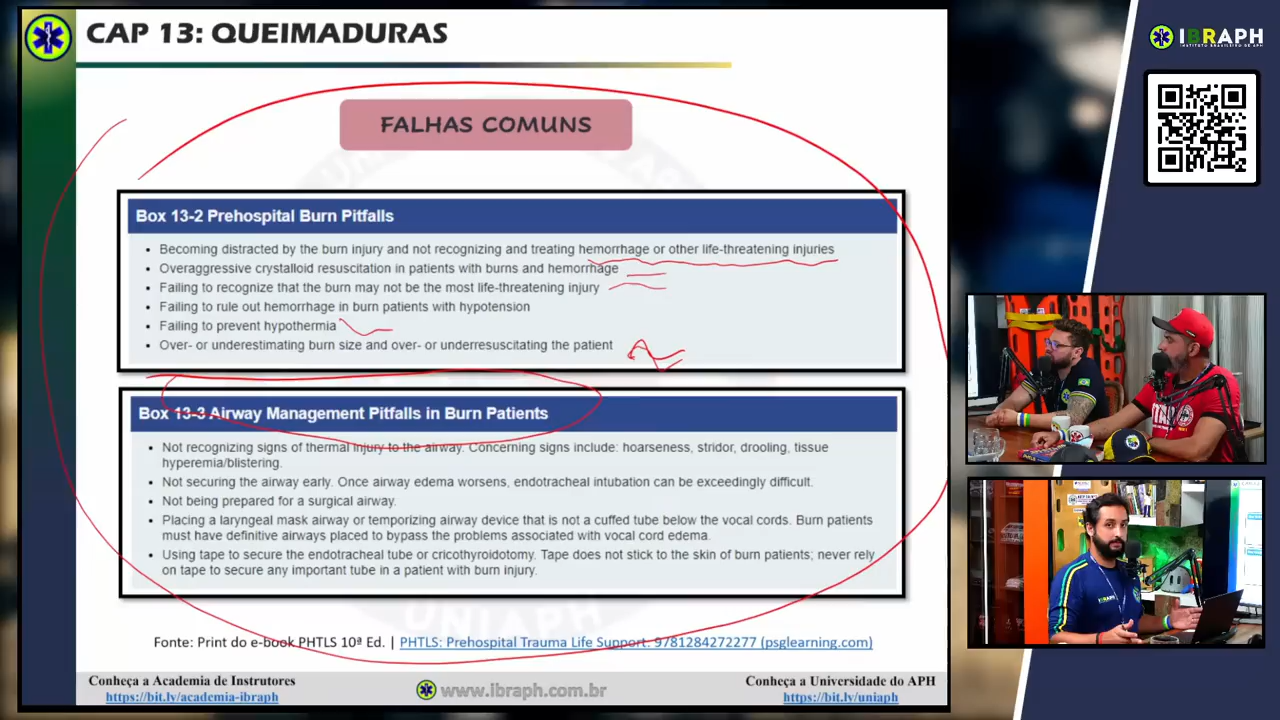 CAP 13: QUEIMADURAS
IBRAPH
INSTITUTO BRASILEIRO DE APH
FALHAS COMUNS
Box 13-2 Prehospital Burn Pitfalls
• Becoming distracted by the burn injury and not recognizing and treating hemorrhage or other life-threatening injuries
• Overaggressive crystalloid resuscitation in patients with burns and hemorrhage
• Failing to recognize that the burn may not be the most life-threatening injury
• Failing to rule out hemorrhage in burn patients with hypotension
• Failing to prevent hypothermia
• Over- or underestimating burn size and over- or underresuscitating the patient
Box 13-3 Airway Management Pitfalls in Burn Patients
• Not recognizing signs of thermal injury to the airway. Concerning signs include: hoarseness, stridor, drooling, tissue
hyperemia/blistering.
• Not securing the airway early. Once airway edema worsens, endotracheal intubation can be exceedingly difficult.
• Not being prepared for a surgical airway.
• Placing a laryngeal mask airway or temporizing airway device that is not a cuffed tube below the vocal cords. Burn patients
must have definitive airways placed to bypass the problems associated with vocal cord edema.
• Using tape to secure the endotracheal tube or cricothyroidotomy. Tape does not stick to the skin of burn patients; never rely
on tape to secure any important tube in a patient with burn injury.
UNIAPH
Fonte: Print do e-book PHTLS 10ª Ed. | PHTLS: Prehospital Trauma Life Support: 9781284272277 (psglearning.com)
Conheça a Academia de Instrutores
https://bit.ly/academia-ibraph
www.ibraph.com.br
Conheça a Universidade do APH
https://bit.ly/uniaph